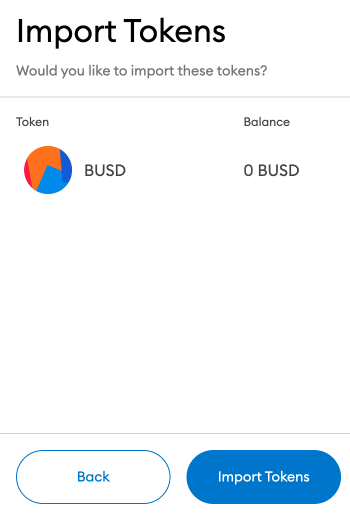 Import Tokens
Would you like to import these tokens?
Token Balance
BUSD 0 BUSD
Back Import Tokens